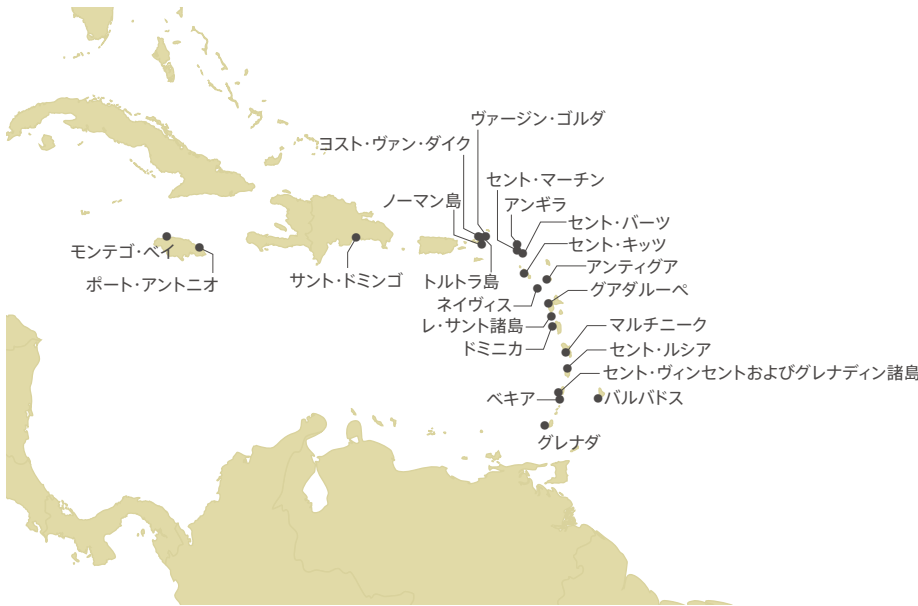 ヴァージン・ゴルダ
ヨスト・ヴァン・ダイク
セント・マーチン
ノーマン島
アンギラ
セント・バーツ
モンテゴ・ベイ
セント・キッツ
ポート・アントニオ
サント・ドミンゴ
トルトラ島
アンティグア
ネイヴィス
グアダルーペ
レ・サント諸島
マルチニーク
ドミニカ
セント・ルシア
セント・ヴィンセントおよびグレナディン諸島
ベキア
バルバドス
グレナダ